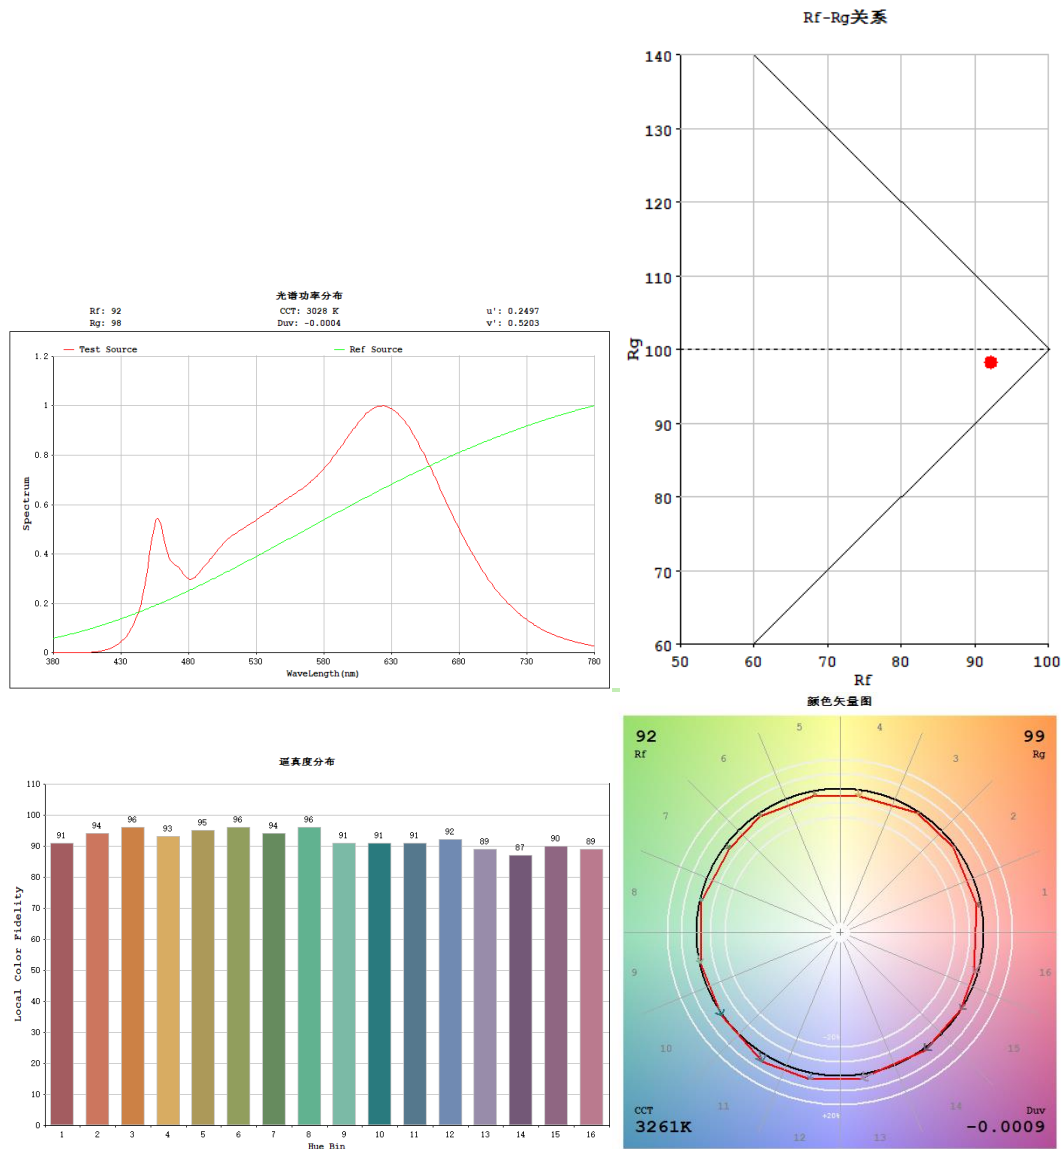 Rf-Rg关系
140
130
120
110
100
90
80
70
60
Rg
50 60 70 80 90 100
Rf
光谱功率分布
Rf: 92 CCT: 3028 K u': 0.2497
Rg: 98 Duv: -0.0004 v': 0.5203
Test Source Ref Source
1.2
1
0.8
0.6
0.4
0.2
0
Spectrum
380 430 480 530 580 630 680 730 780
WaveLength(nm)
逼真度分布
110
100
90
80
70
60
50
40
30
20
10
0
Local Color Fidelity
91 94 96 93 95 96 94 96 91 91 91 92 89 87 90 89
1 2 3 4 5 6 7 8 9 10 11 12 13 14 15 16
Hue Bin
颜色矢量图
92 99
Rf Rg
5 4
6 3
7 2
8 1
9 16
10 15
11 14
12 13
-20%
+20%
CCT Duv
3261K -0.0009